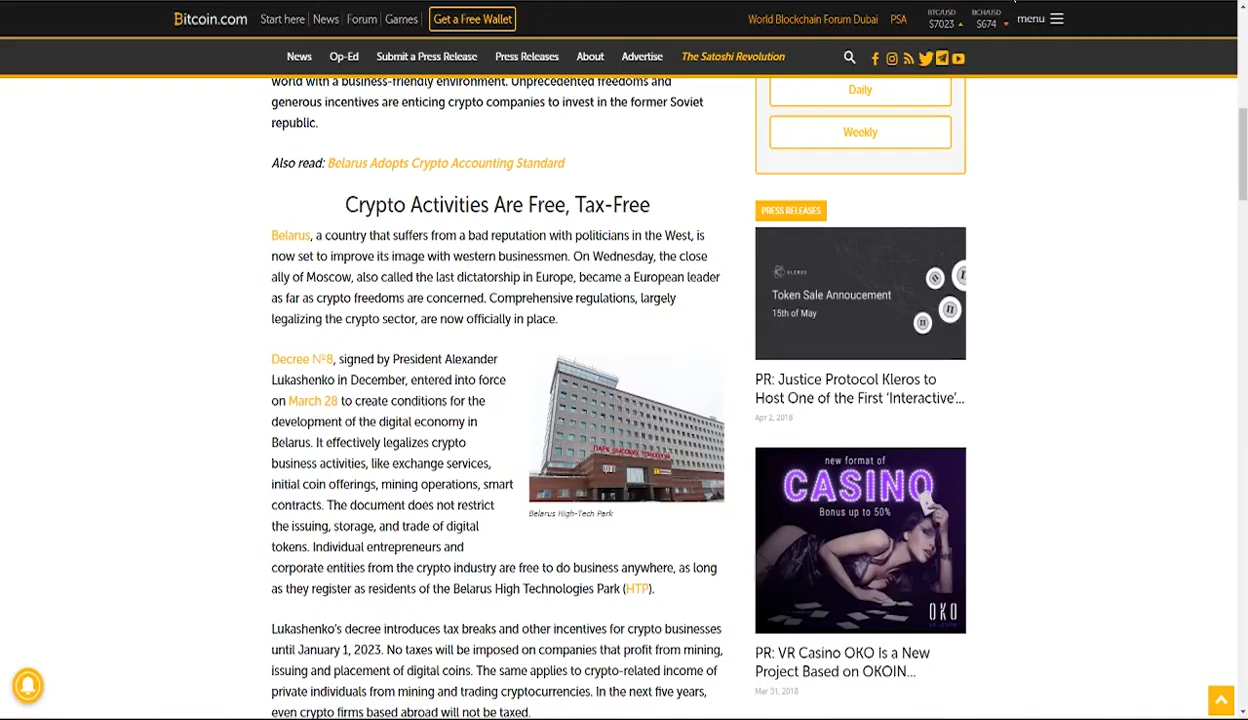 Bitcoin.com
Start here
News
Forum
Games
Get a Free Wallet
World Blockchain Forum Dubai
PSA
BTC/USD
$7023
BCH/USD
$674
menu
News
Op-Ed
Submit a Press Release
Press Releases
About
Advertise
The Satoshi Revolution
world with a business-friendly environment. Unprecedented freedoms and
generous incentives are enticing crypto companies to invest in the former Soviet
republic.
Also read: Belarus Adopts Crypto Accounting Standard
Crypto Activities Are Free, Tax-Free
Belarus, a country that suffers from a bad reputation with politicians in the West, is
now set to improve its image with western businessmen. On Wednesday, the close
ally of Moscow, also called the last dictatorship in Europe, became a European leader
as far as crypto freedoms are concerned. Comprehensive regulations, largely
legalizing the crypto sector, are now officially in place.
Decree №8, signed by President Alexander
Lukashenko in December, entered into force
on March 28 to create conditions for the
development of the digital economy in
Belarus. It effectively legalizes crypto
business activities, like exchange services,
initial coin offerings, mining operations, smart
contracts. The document does not restrict
the issuing, storage, and trade of digital
tokens. Individual entrepreneurs and
corporate entities from the crypto industry are free to do business anywhere, as long
as they register as residents of the Belarus High Technologies Park (HTP).
ПАРК ВЫСОКИХ ТЕХНОЛОГИЙ
Belarus High-Tech Park
Lukashenko's decree introduces tax breaks and other incentives for crypto businesses
until January 1, 2023. No taxes will be imposed on companies that profit from mining,
issuing and placement of digital coins. The same applies to crypto-related income of
private individuals from mining and trading cryptocurrencies. In the next five years,
even crypto firms based abroad will not be taxed.
Daily
Weekly
PRESS RELEASES
KLEROS
Token Sale Annoucement
15th of May
PR: Justice Protocol Kleros to
Host One of the First 'Interactive'...
Apr 2, 2018
new format of
CASINO
Bonus up to 50%
OKO
PR: VR Casino OKO Is a New
Project Based on OKOIN...
Mar 31, 2018